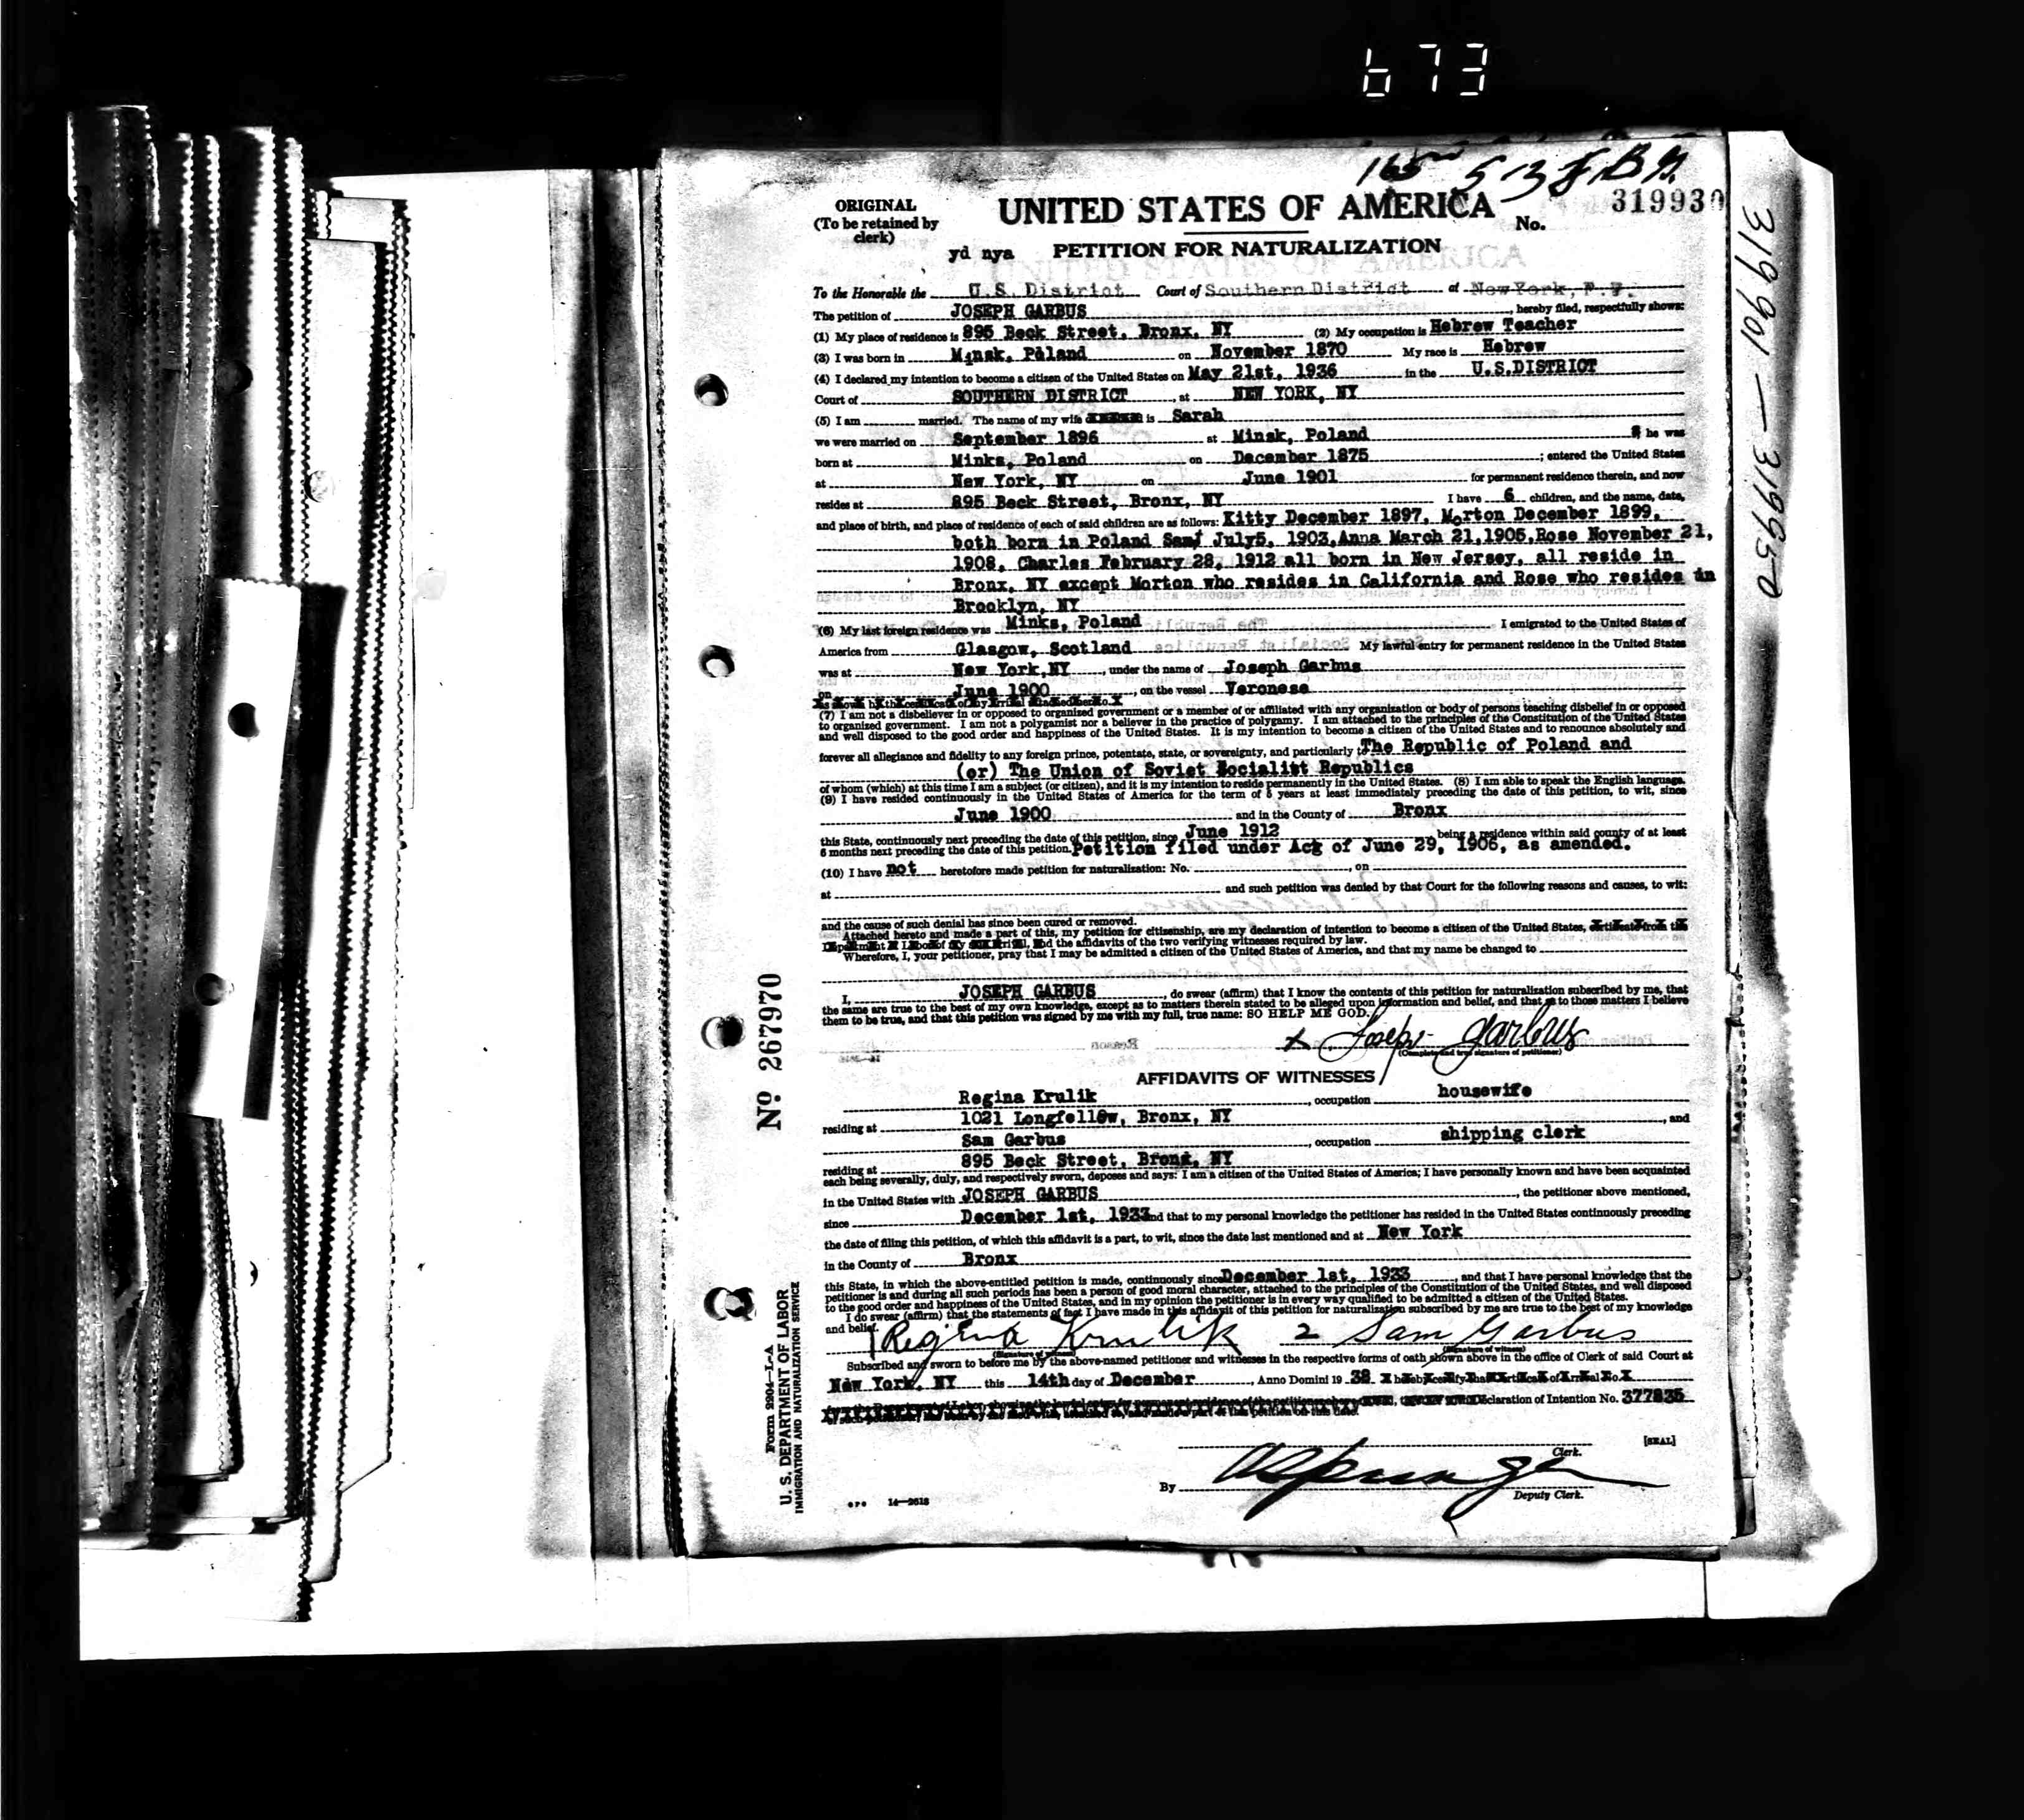 673
165 
319930
ORIGINAL
(To be retained by
clerk)
UNITED STATES OF AMERICA
No.
yd nya PETITION FOR NATURALIZATION
To the Honorable the U.S. District Court of Southern District at New York,
The petition of JOSEPH GARBUS, hereby filed, respectfully shows:
(1) My place of residence is 895 Beck Street, Bronx, NY (2) My occupation is Hebrew Teacher
(3) I was born in Minsk, Poland on November 1870 My race is Hebrew
(4) I declared my intention to become a citizen of the United States on May 21st, 1936 in the U.S.DISTRICT
Court of SOUTHERN DISTRICT, at NEW YORK, NY
(5) I am married. The name of my wife is Sarah
we were married on September 1896 at Minsk, Poland he was
born at Minks, Poland on December 1875; entered the United States
at New York, NY on June 1901 for permanent residence therein, and now
resides at 895 Beck Street, Bronx, NY I have 6 children, and the name, date,
and place of birth, and place of residence of each of said children are as follows: Kitty December 1897, Morton December 1899,
both born in Poland July5, 1903,Anna March 21,1905,Rose November 21,
1908, Charles February 28, 1912 all born in New Jersey, all reside in
Bronx, NY except Morton who resides in California and Rose who resides in
Brooklyn, NY
(6) My last foreign residence was Minks, Poland I emigrated to the United States of
America from Glasgow, Scotland My lawful entry for permanent residence in the United States
was at New York,NY, under the name of Joseph Garbus
on June 1900, on the vessel Veronese
(7) I am not a disbeliever in or opposed to organized government or a member of or affiliated with any organization or body of persons teaching disbelief in or opposed
to organized government. I am not a polygamist nor a believer in the practice of polygamy. I am attached to the principles of the Constitution of the United States
and well disposed to the good order and happiness of the United States. It is my intention to become a citizen of the United States and to renounce absolutely and
forever all allegiance and fidelity to any foreign prince, potentate, state, or sovereignty, and particularly to The Republic of Poland and
(or) The Union of Soviet Socialist Republics
of whom (which) at this time I am a subject (or citizen), and it is my intention to reside permanently in the United States. (8) I am able to speak the English language.
(9) I have resided continuously in the United States of America for the term of 5 years at least immediately preceding the date of this petition, to wit, since
June 1900 and in the County of Bronx
this State, continuously next preceding the date of this petition, since June 1912, being a residence within said county of at least
6 months next preceding the date of this petition. Petition filed under Act of June 29, 1906, as amended.
(10) I have not heretofore made petition for naturalization: No. , on
at and such petition was denied by that Court for the following reasons and causes, to wit:
and the cause of such denial has since been cured or removed.
Attached hereto and made a part of this, my petition for citizenship, are my declaration of intention to become a citizen of the United States,
and the affidavits of the two verifying witnesses required by law.
Wherefore, I, your petitioner, pray that I may be admitted a citizen of the United States of America, and that my name be changed to
I, JOSEPH GARBUS, do swear (affirm) that I know the contents of this petition for naturalization subscribed by me, that
the same are true to the best of my own knowledge, except as to matters therein stated to be alleged upon information and belief, and that as to those matters I believe
them to be true, and that this petition was signed by me with my full, true name: SO HELP ME GOD.
x Joseph Garbus
(Complete and true signature of petitioner)
AFFIDAVITS OF WITNESSES
Regina Krulik, occupation housewife
residing at 1021 Longfellow, Bronx, NY, and
Sam Garbus, occupation shipping clerk
residing at 895 Beck Street, Bronx, NY
each being severally, duly, and respectively sworn, deposes and says: I am a citizen of the United States of America; I have personally known and have been acquainted
in the United States with JOSEPH GARBUS, the petitioner above mentioned,
since December 1st, 1933 and that to my personal knowledge the petitioner has resided in the United States continuously preceding
the date of filing this petition, of which this affidavit is a part, to wit, since the date last mentioned and at New York
in the County of Bronx
this State, in which the above-entitled petition is made, continuously since December 1st, 1933, and that I have personal knowledge that the
petitioner is and during all such periods has been a person of good moral character, attached to the principles of the Constitution of the United States, and well disposed
to the good order and happiness of the United States, and in my opinion the petitioner is in every way qualified to be admitted a citizen of the United States.
I do swear (affirm) that the statements of fact I have made in this affidavit of this petition for naturalization subscribed by me are true to the best of my knowledge
and belief.
1 Regina Krulik 2 Sam Garbus
(Signature of witness) (Signature of witness)
Subscribed and sworn to before me by the above-named petitioner and witnesses in the respective forms of oath shown above in the office of Clerk of said Court at
New York, NY this 14th day of December, Anno Domini 19 38
Declaration of Intention No. 377835
Clerk.
[SEAL]
By
Deputy Clerk.
GPO 14—2618
No. 267970
Form 2204—L-A
U. S. DEPARTMENT OF LABOR
IMMIGRATION AND NATURALIZATION SERVICE
319901 — 319930